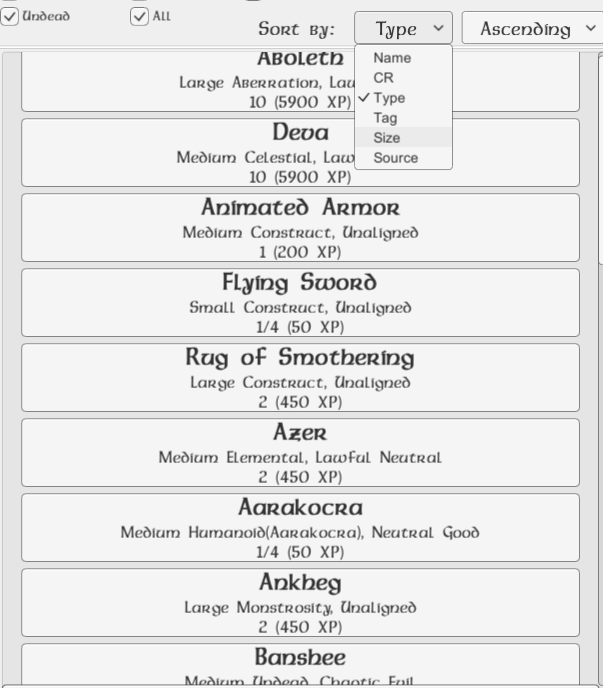 Undead
All
Sort by:
Type
Ascending
Name
CR
Type
Tag
Size
Source
Aboleth
Large Aberration, Law
10 (5900 XP)
Deva
Medium Celestial, Law
10 (5900 XP)
Animated Armor
Medium Construct, Unaligned
1 (200 XP)
Flying Sword
Small Construct, Unaligned
1/4 (50 XP)
Rug of Smothering
Large Construct, Unaligned
2 (450 XP)
Azer
Medium Elemental, Lawful Neutral
2 (450 XP)
Aarakocra
Medium Humanoid(Aarakocra), Neutral Good
1/4 (50 XP)
Ankheg
Large Monstrosity, Unaligned
2 (450 XP)
Banshee
Medium Undead, Chaotic Evil